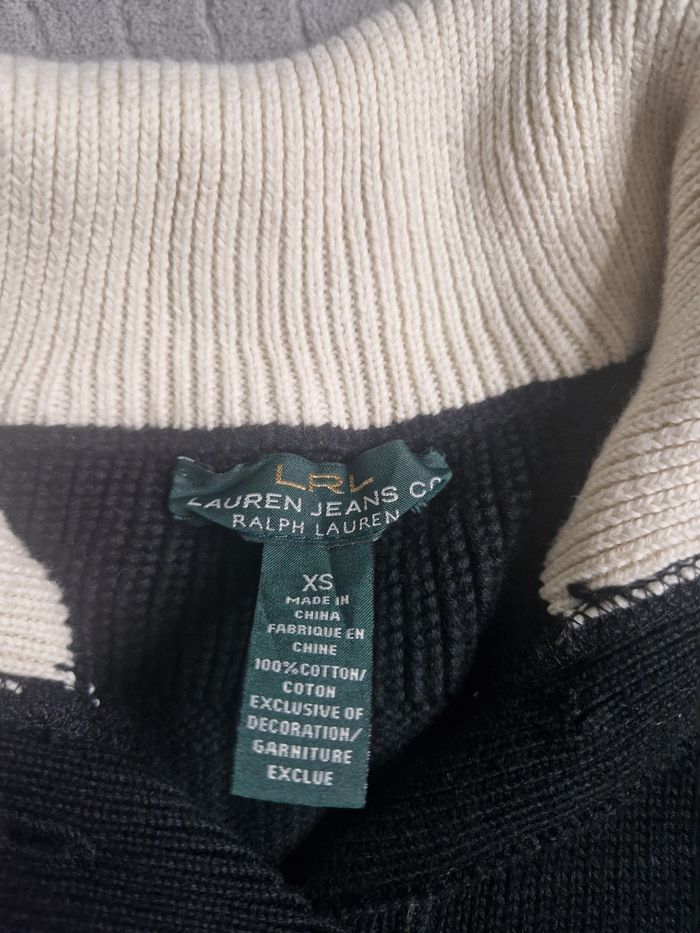 LRL
LAUREN JEANS CO
RALPH LAUREN
XS
MADE IN
CHINA
FABRIQUE EN
CHINE
100%COTTON/
COTON
EXCLUSIVE OF
DECORATION/
GARNITURE
EXCLUE